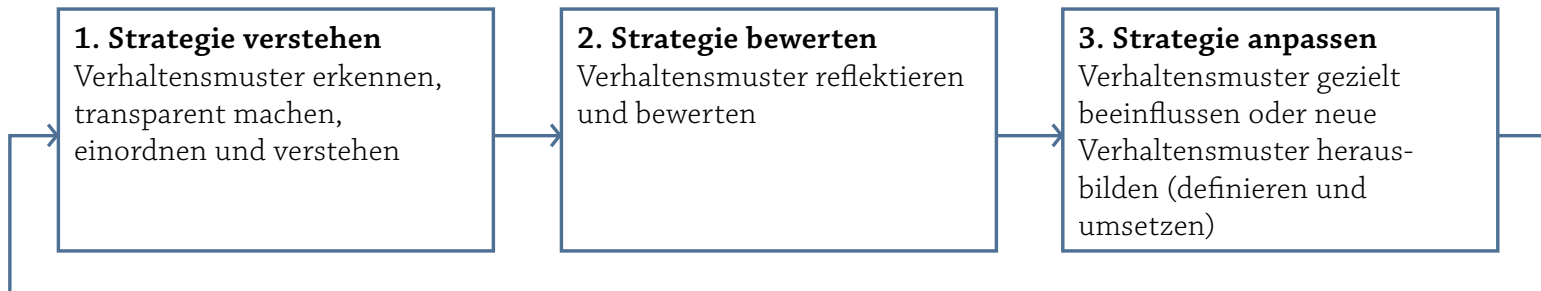 1. Strategie verstehen
Verhaltensmuster erkennen,
transparent machen,
einordnen und verstehen
2. Strategie bewerten
Verhaltensmuster reflektieren
und bewerten
3. Strategie anpassen
Verhaltensmuster gezielt
beeinflussen oder neue
Verhaltensmuster heraus-
bilden (definieren und
umsetzen)